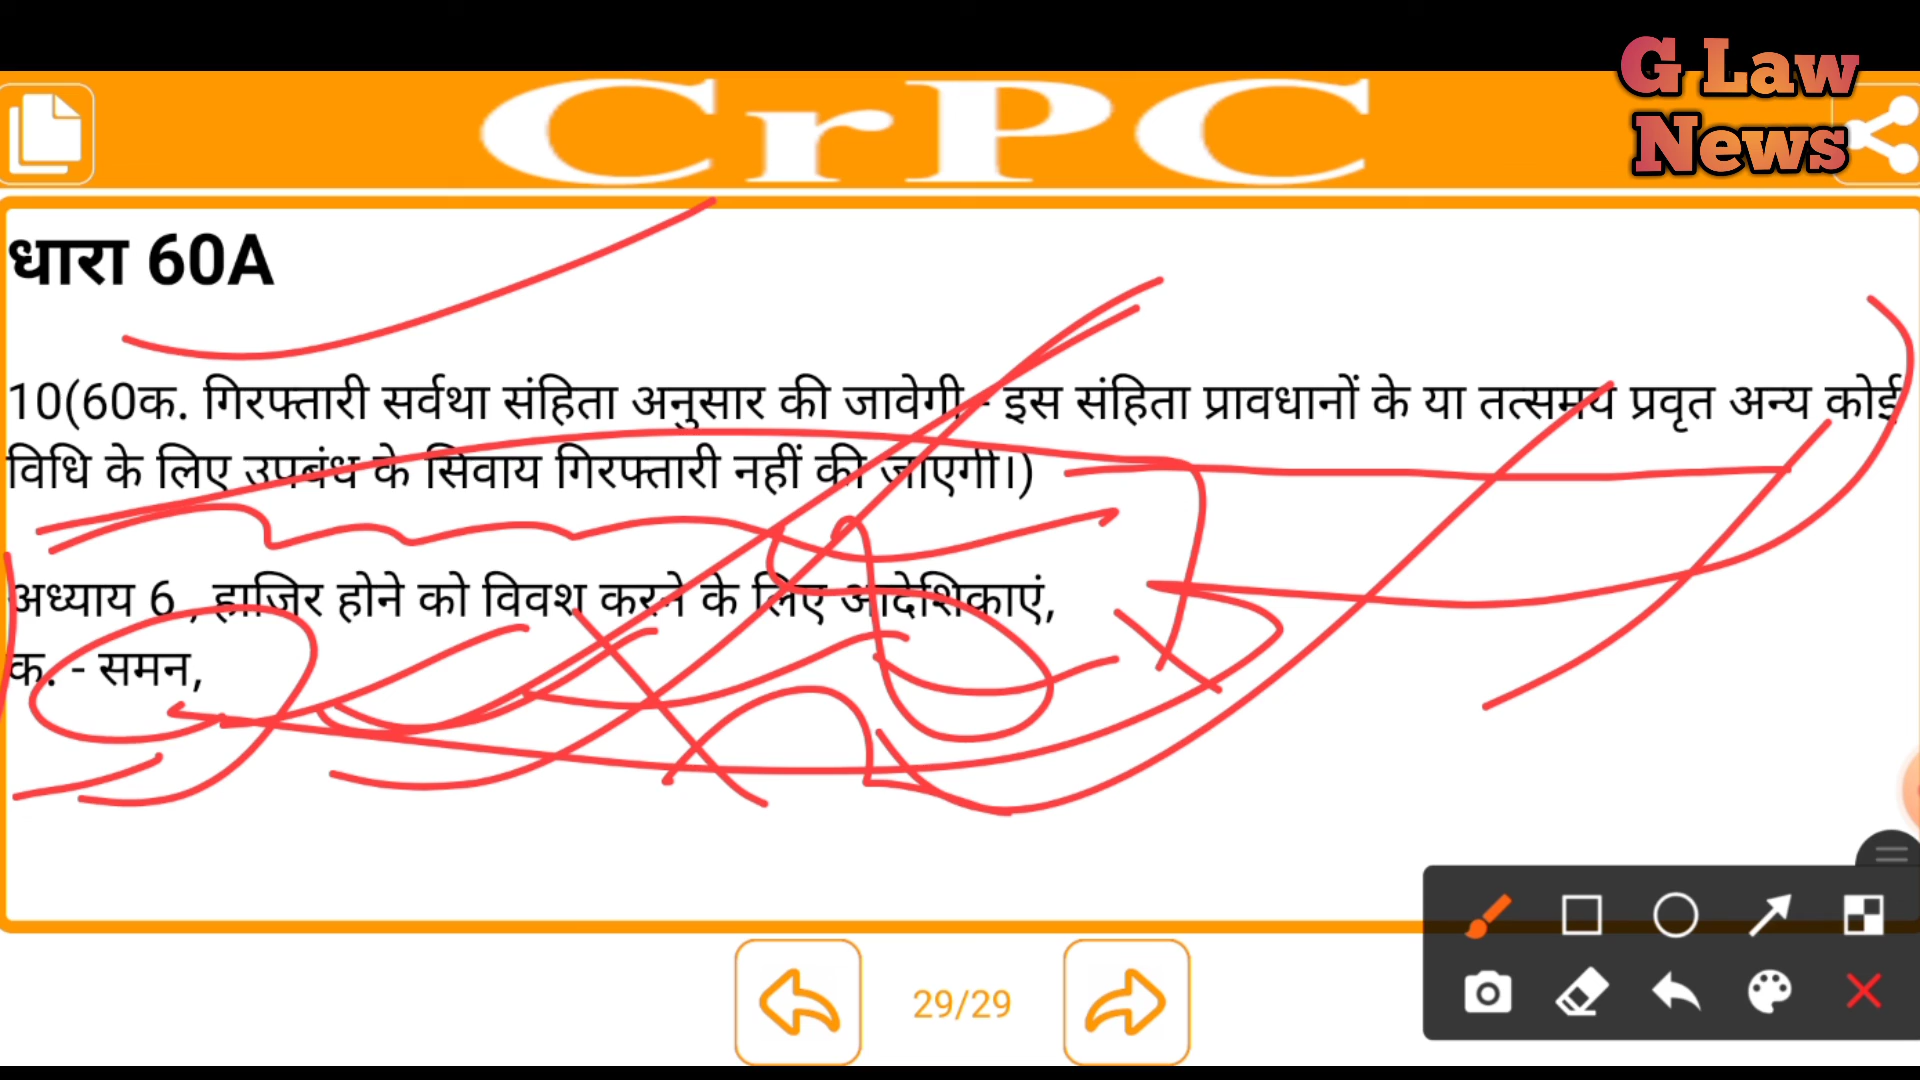 CrPC
G Law
News
धारा 60A
10(60क. गिरफ्तारी सर्वथा संहिता अनुसार की जावेगी - इस संहिता प्रावधानों के या तत्समय प्रवृत अन्य कोई
विधि के लिए उपबंध के सिवाय गिरफ्तारी नहीं की जाएगी।)
अध्याय 6 , हाजिर होने को विवश करने के लिए आदेशिकाएं,
क. - समन,
29/29